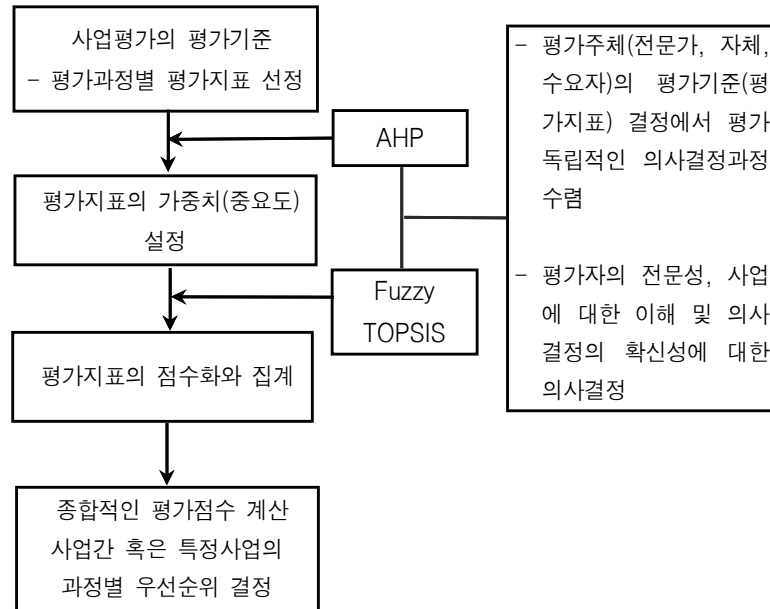 사업평가의 평가기준
- 평가과정별 평가지표 선정
AHP
평가지표의 가중치(중요도)
설정
Fuzzy
TOPSIS
평가지표의 점수화와 집계
종합적인 평가점수 계산
사업간 혹은 특정사업의
과정별 우선순위 결정
- 평가주체(전문가, 자체,
수요자)의 평가기준(평
가지표) 결정에서 평가
독립적인 의사결정과정
수렴
- 평가자의 전문성, 사업
에 대한 이해 및 의사
결정의 확신성에 대한
의사결정